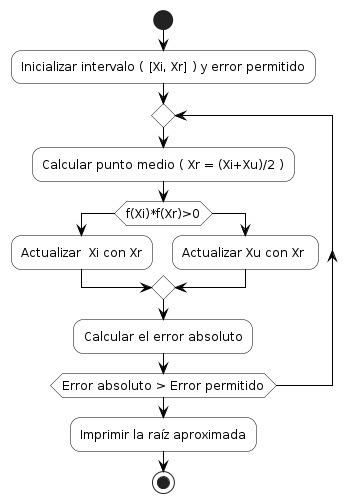 Inicializar intervalo ( [Xi, Xr] ) y error permitido
Calcular punto medio ( Xr = (Xi+Xu)/2 )
f(Xi)*f(Xr)>0
Actualizar  Xi con Xr
Actualizar Xu con Xr
Calcular el error absoluto
Error absoluto > Error permitido
Imprimir la raíz aproximada